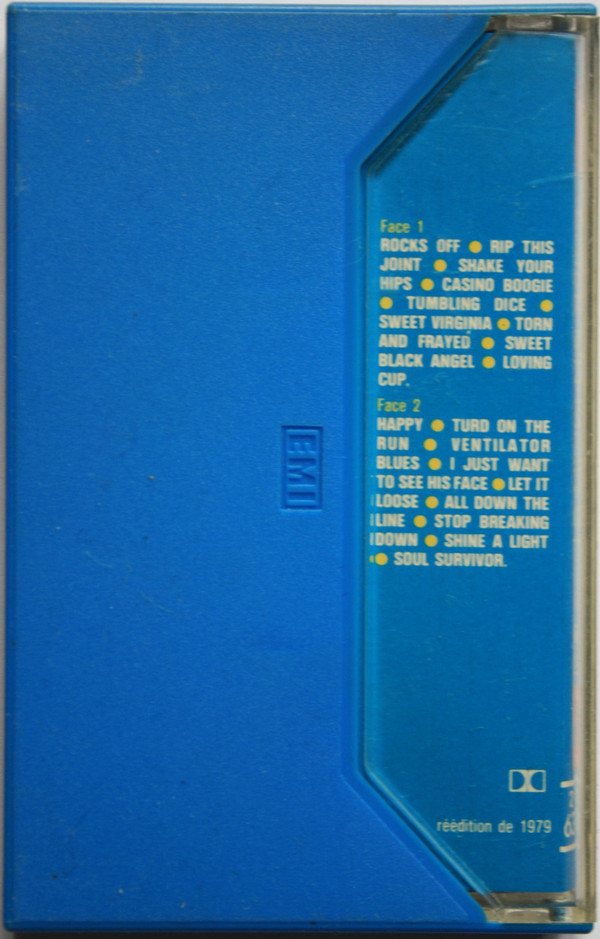 Face 1
ROCKS OFF ● RIP THIS
JOINT ● SHAKE YOUR
HIPS ● CASINO BOOGIE
● TUMBLING DICE ●
SWEET VIRGINIA ● TORN
AND FRAYED ● SWEET
BLACK ANGEL ● LOVING
CUP.
Face 2
HAPPY ● TURD ON THE
RUN ● VENTILATOR
BLUES ● I JUST WANT
TO SEE HIS FACE ● LET IT
LOOSE ● ALL DOWN THE
LINE ● STOP BREAKING
DOWN ● SHINE A LIGHT
● SOUL SURVIVOR.
EMI
réédition de 1979